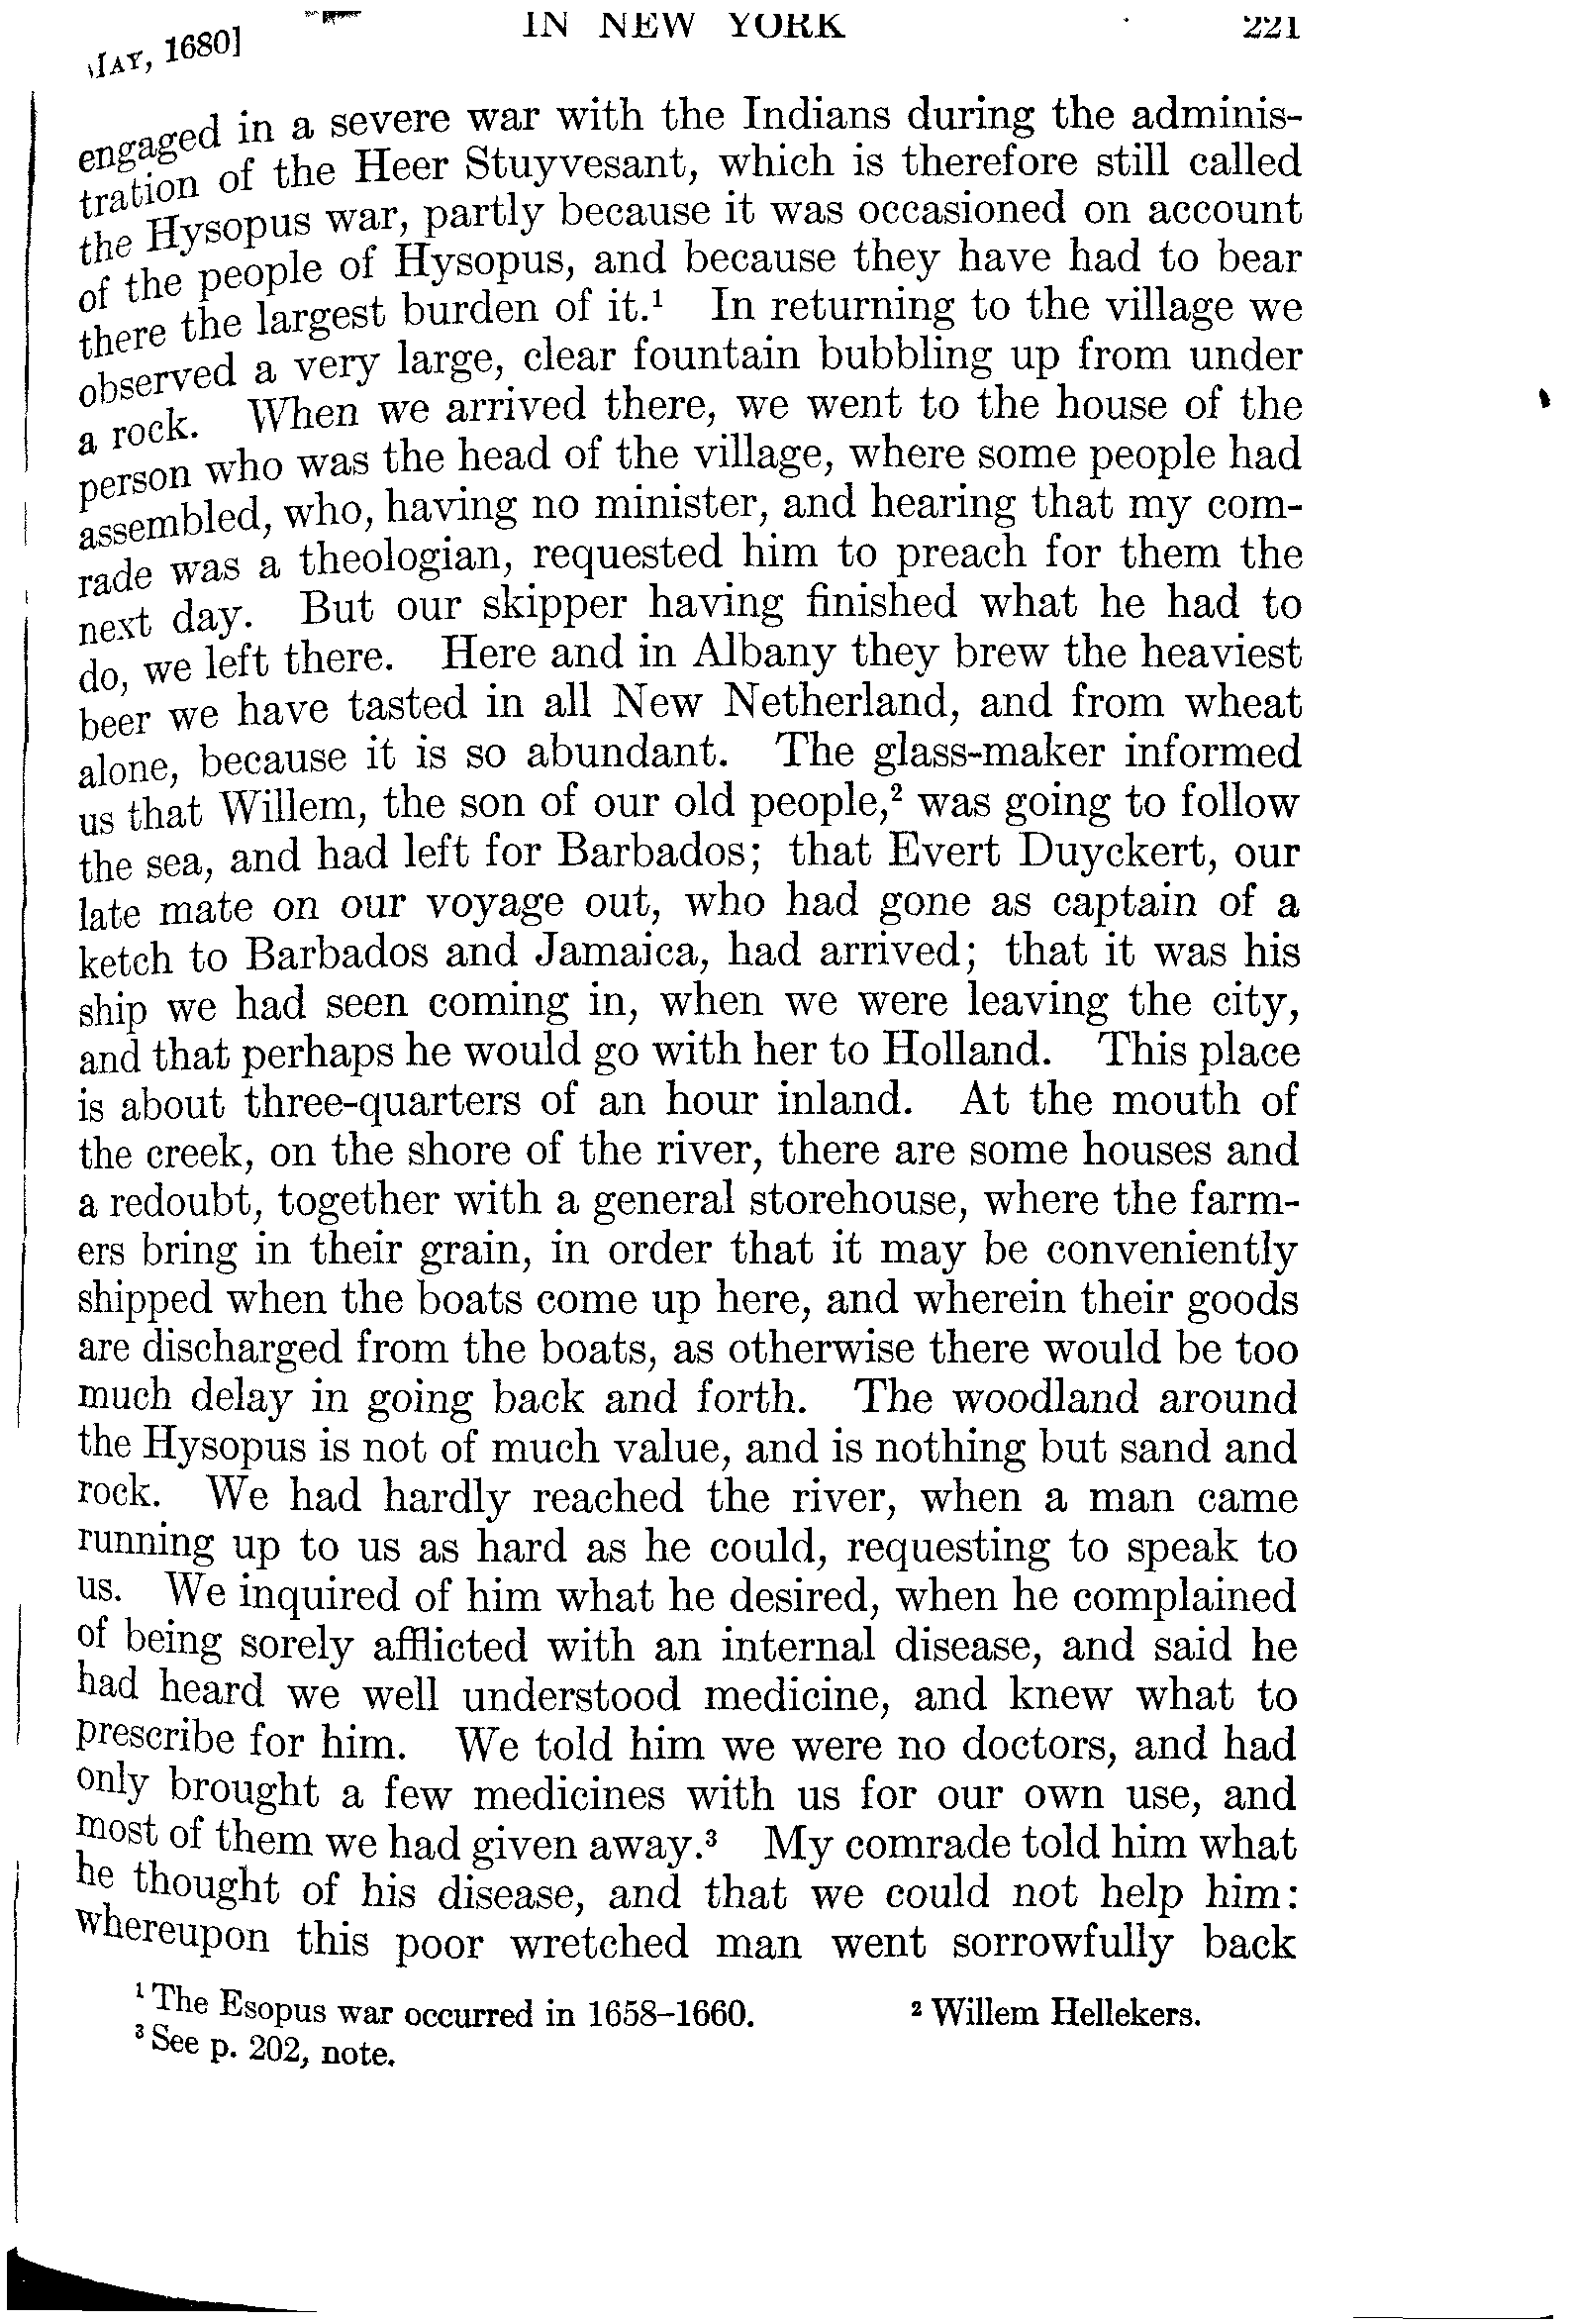 MAY, 1680] IN NEW YORK 221
engaged in a severe war with the Indians during the adminis-
tration of the Heer Stuyvesant, which is therefore still called
the Hysopus war, partly because it was occasioned on account
of the people of Hysopus, and because they have had to bear
there the largest burden of it.¹ In returning to the village we
observed a very large, clear fountain bubbling up from under
a rock. When we arrived there, we went to the house of the
person who was the head of the village, where some people had
assembled, who, having no minister, and hearing that my com-
rade was a theologian, requested him to preach for them the
next day. But our skipper having finished what he had to
do, we left there. Here and in Albany they brew the heaviest
beer we have tasted in all New Netherland, and from wheat
alone, because it is so abundant. The glass-maker informed
us that Willem, the son of our old people,² was going to follow
the sea, and had left for Barbados; that Evert Duyckert, our
late mate on our voyage out, who had gone as captain of a
ketch to Barbados and Jamaica, had arrived; that it was his
ship we had seen coming in, when we were leaving the city,
and that perhaps he would go with her to Holland. This place
is about three-quarters of an hour inland. At the mouth of
the creek, on the shore of the river, there are some houses and
a redoubt, together with a general storehouse, where the farm-
ers bring in their grain, in order that it may be conveniently
shipped when the boats come up here, and wherein their goods
are discharged from the boats, as otherwise there would be too
much delay in going back and forth. The woodland around
the Hysopus is not of much value, and is nothing but sand and
rock. We had hardly reached the river, when a man came
running up to us as hard as he could, requesting to speak to
us. We inquired of him what he desired, when he complained
of being sorely afflicted with an internal disease, and said he
had heard we well understood medicine, and knew what to
prescribe for him. We told him we were no doctors, and had
only brought a few medicines with us for our own use, and
most of them we had given away.³ My comrade told him what
he thought of his disease, and that we could not help him:
whereupon this poor wretched man went sorrowfully back
¹ The Esopus war occurred in 1658–1660. ² Willem Hellekers.
³ See p. 202, note.